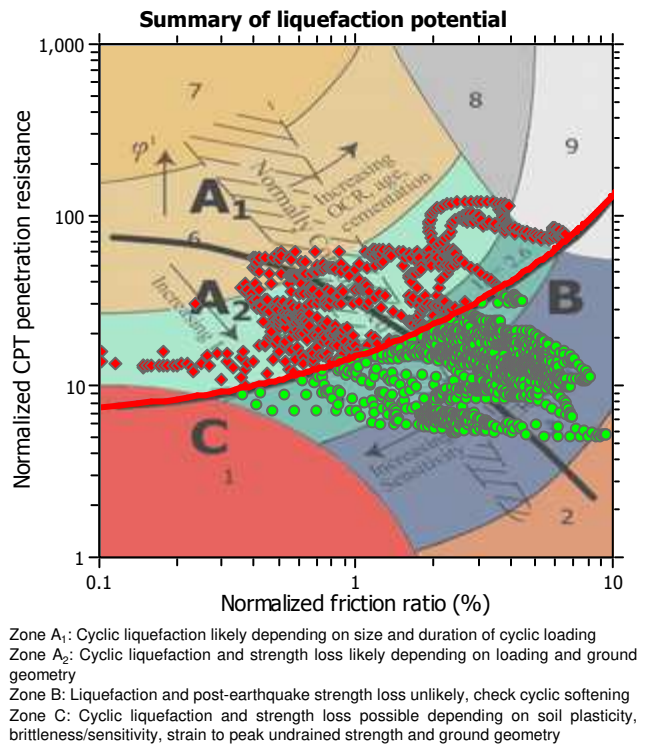 Summary of liquefaction potential
Normalized CPT penetration resistance
1,000
100
10
1
7
8
9
φ'
A1
Normally
Increasing
OCR, age,
cementation
6
A2
Increasing
2.6
B
C
1
Increasing
Sensitivity
2
0.1
1
10
Normalized friction ratio (%)
Zone A1: Cyclic liquefaction likely depending on size and duration of cyclic loading
Zone A2: Cyclic liquefaction and strength loss likely depending on loading and ground
geometry
Zone B: Liquefaction and post-earthquake strength loss unlikely, check cyclic softening
Zone C: Cyclic liquefaction and strength loss possible depending on soil plasticity,
brittleness/sensitivity, strain to peak undrained strength and ground geometry